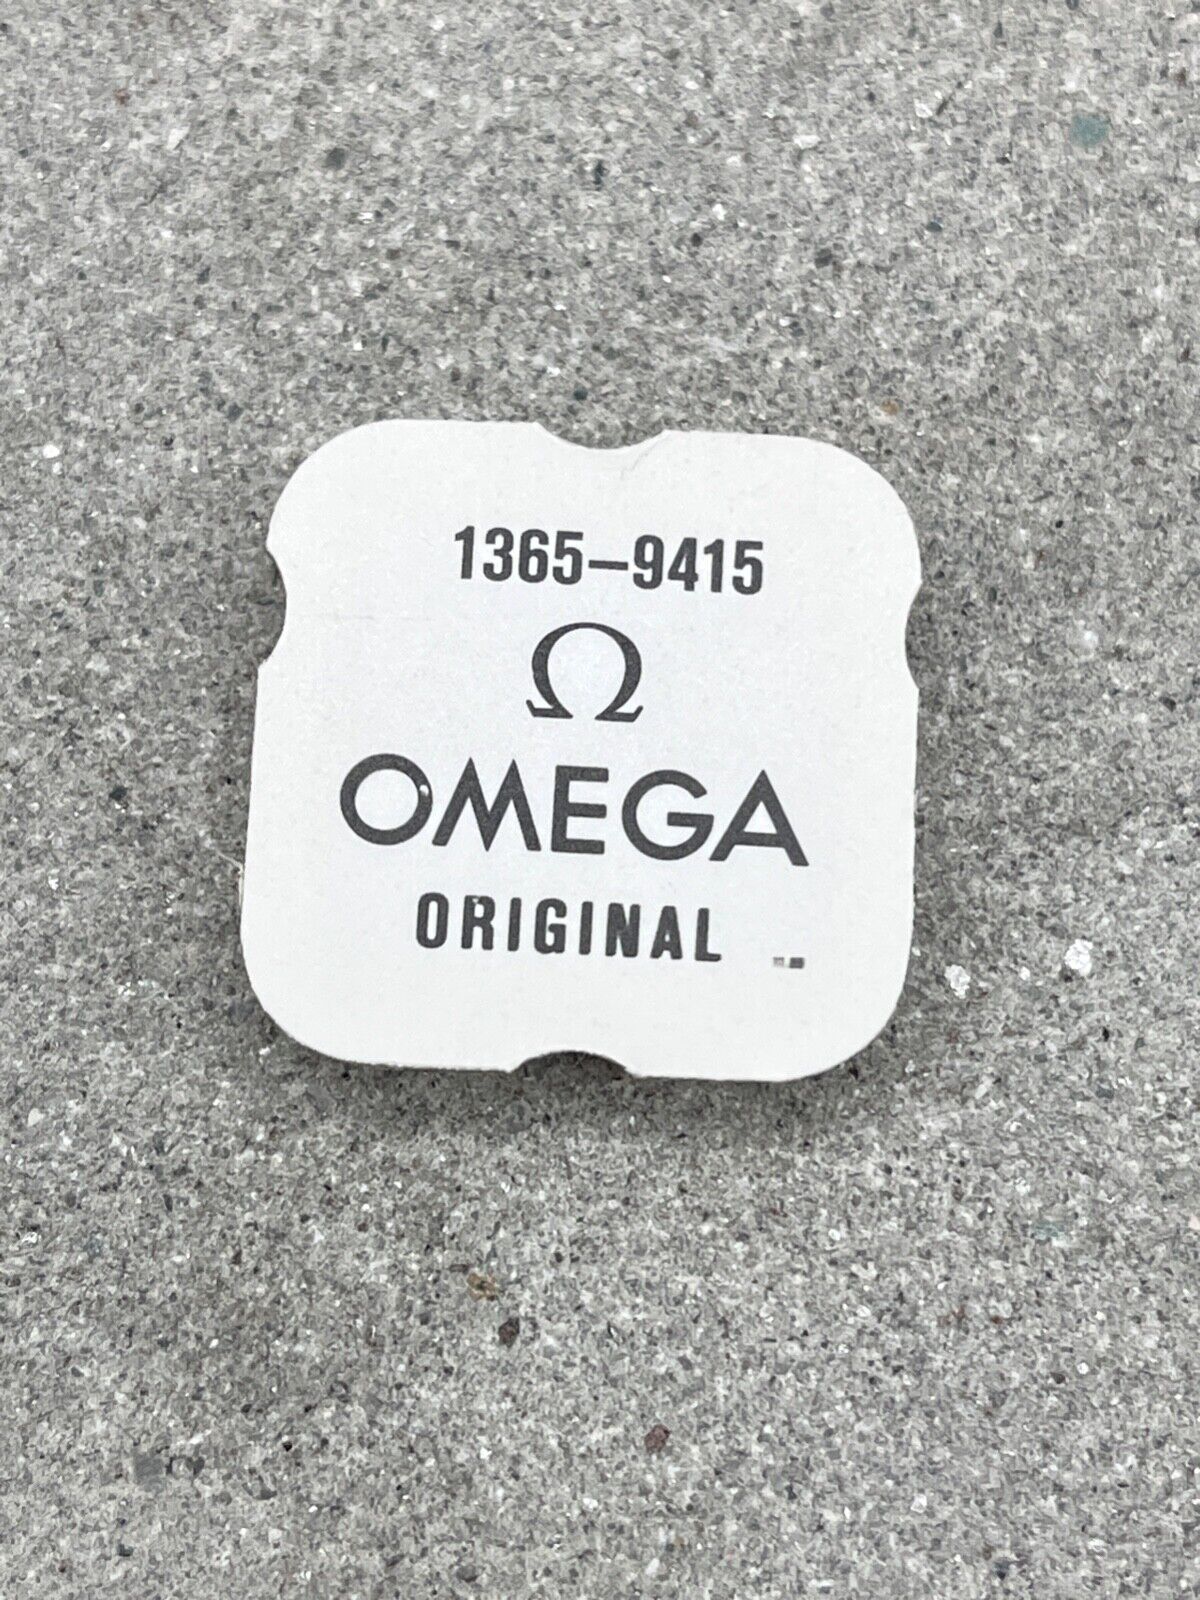 1365-9415
Ω
OMEGA
ORIGINAL